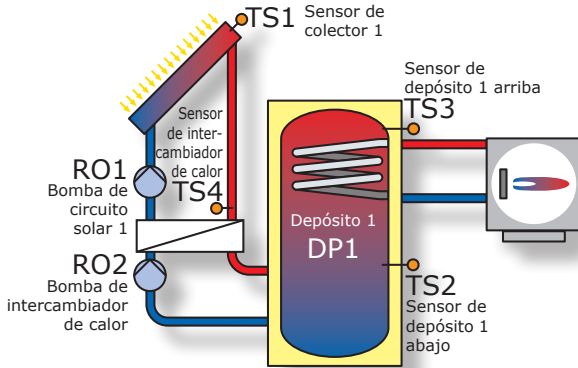 TS1
Sensor de
colector 1
Sensor de
depósito 1 arriba
TS3
Sensor
de inter-
cambiador
de calor
TS4
RO1
Bomba de
circuito
solar 1
Depósito 1
DP1
RO2
Bomba de
intercambiador
de calor
TS2
Sensor de
depósito 1
abajo